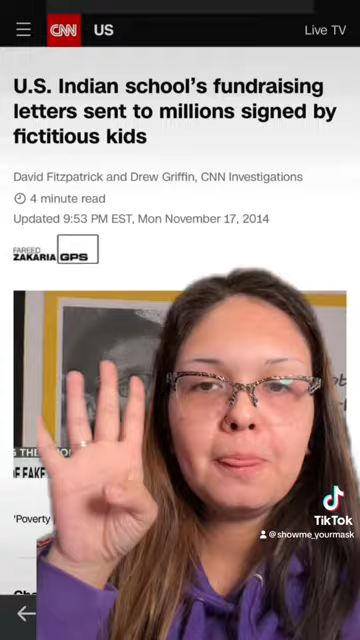 CNN
US
Live TV
U.S. Indian school's fundraising
letters sent to millions signed by
fictitious kids
David Fitzpatrick and Drew Griffin, CNN Investigations
4 minute read
Updated 9:53 PM EST, Mon November 17, 2014
FAREED
ZAKARIA GPS
'Poverty
TikTok
@showme_yourmask